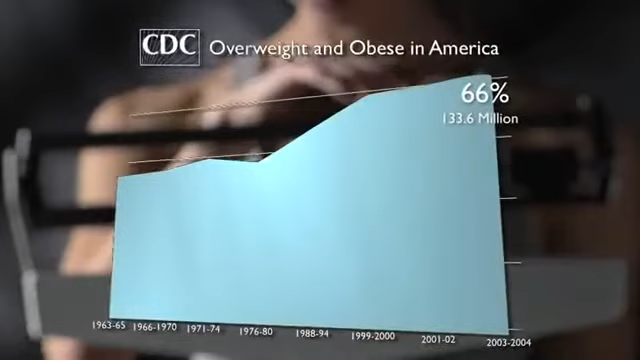 CDC Overweight and Obese in America
66%
133.6 Million
1963-65 1966-1970 1971-74 1976-80 1988-94 1999-2000 2001-02 2003-2004